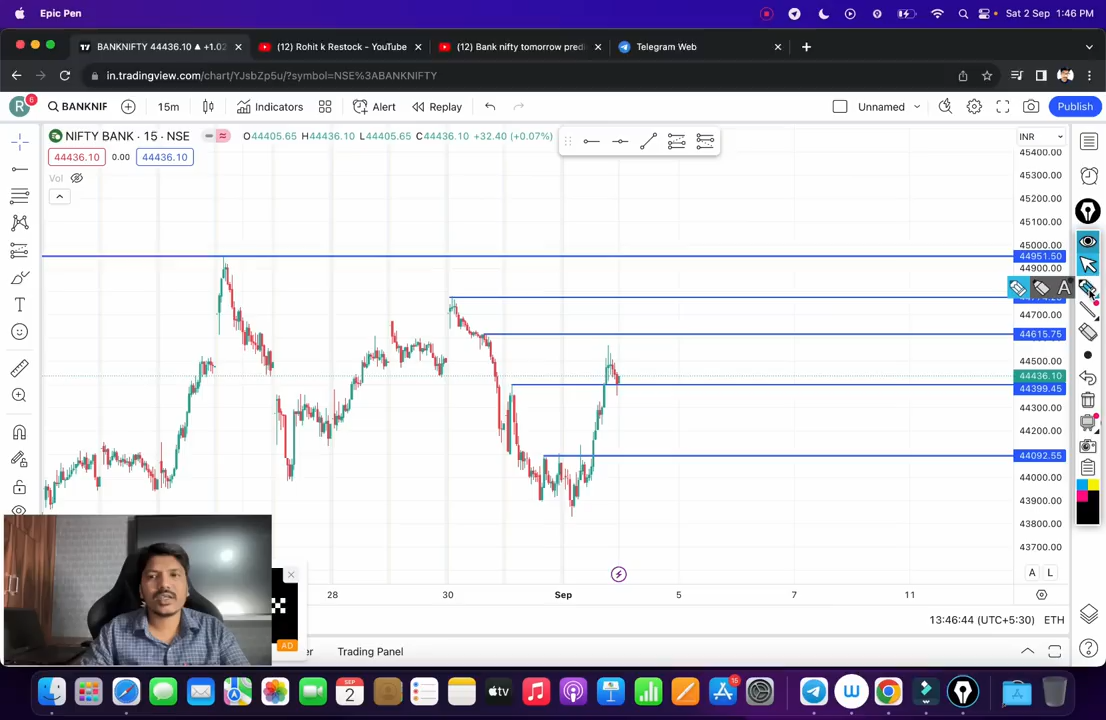 Epic Pen
Sat 2 Sep 1:46 PM
BANKNIFTY 44436.10 ▲ +1.02
(12) Rohit k Restock - YouTube
(12) Bank nifty tomorrow predi
Telegram Web
in.tradingview.com/chart/YJsbZp5u/?symbol=NSE%3ABANKNIFTY
R
6
BANKNIF
15m
Indicators
Alert
Replay
Unnamed
Publish
NIFTY BANK · 15 · NSE
O44405.65 H44436.10 L44405.65 C44436.10 +32.40 (+0.07%)
INR
44436.10
0.00
44436.10
Vol
45400.00
45300.00
45200.00
45100.00
45000.00
44951.50
44900.00
A
44700.00
44615.75
44500.00
44436.10
44399.45
44300.00
44200.00
44092.55
44000.00
43900.00
43800.00
43700.00
A
L
AD
28
30
Sep
5
7
11
13:46:44 (UTC+5:30)
ETH
Trading Panel
SEP
2
tv
15